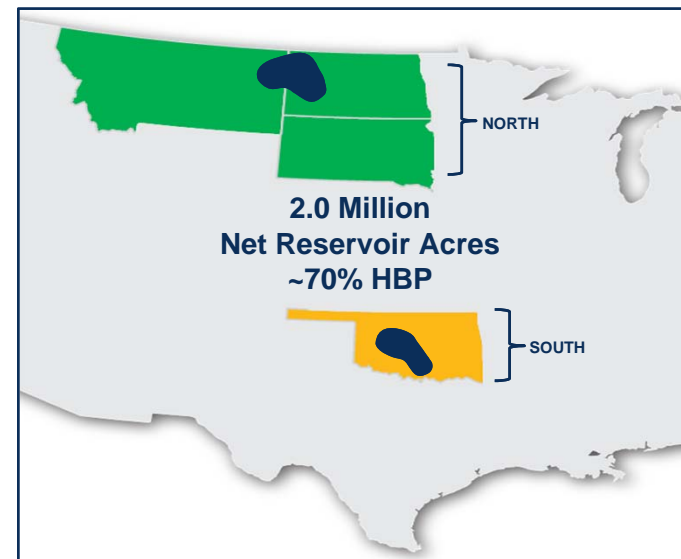 NORTH
2.0 Million
Net Reservoir Acres
~70% HBP
SOUTH